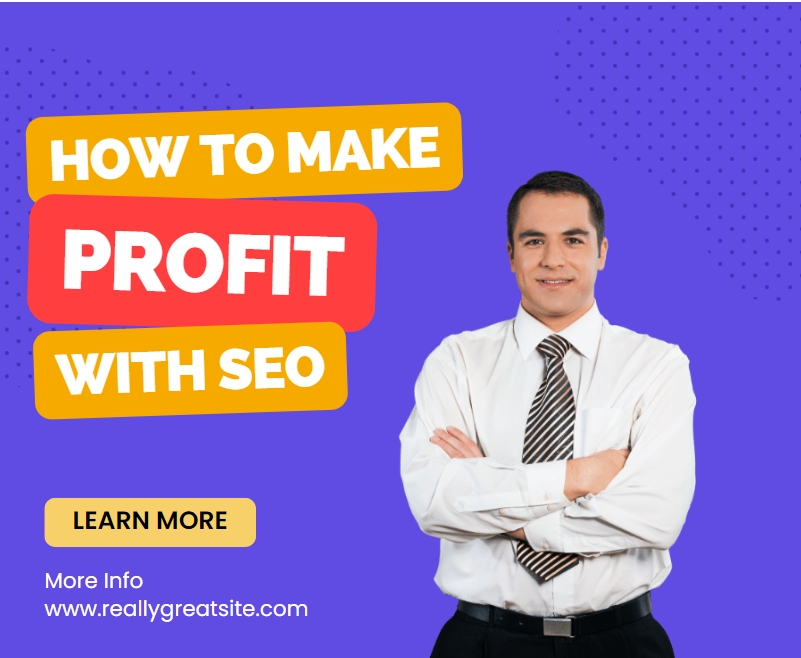 HOW TO MAKE
PROFIT
WITH SEO
LEARN MORE
More Info
www.reallygreatsite.com